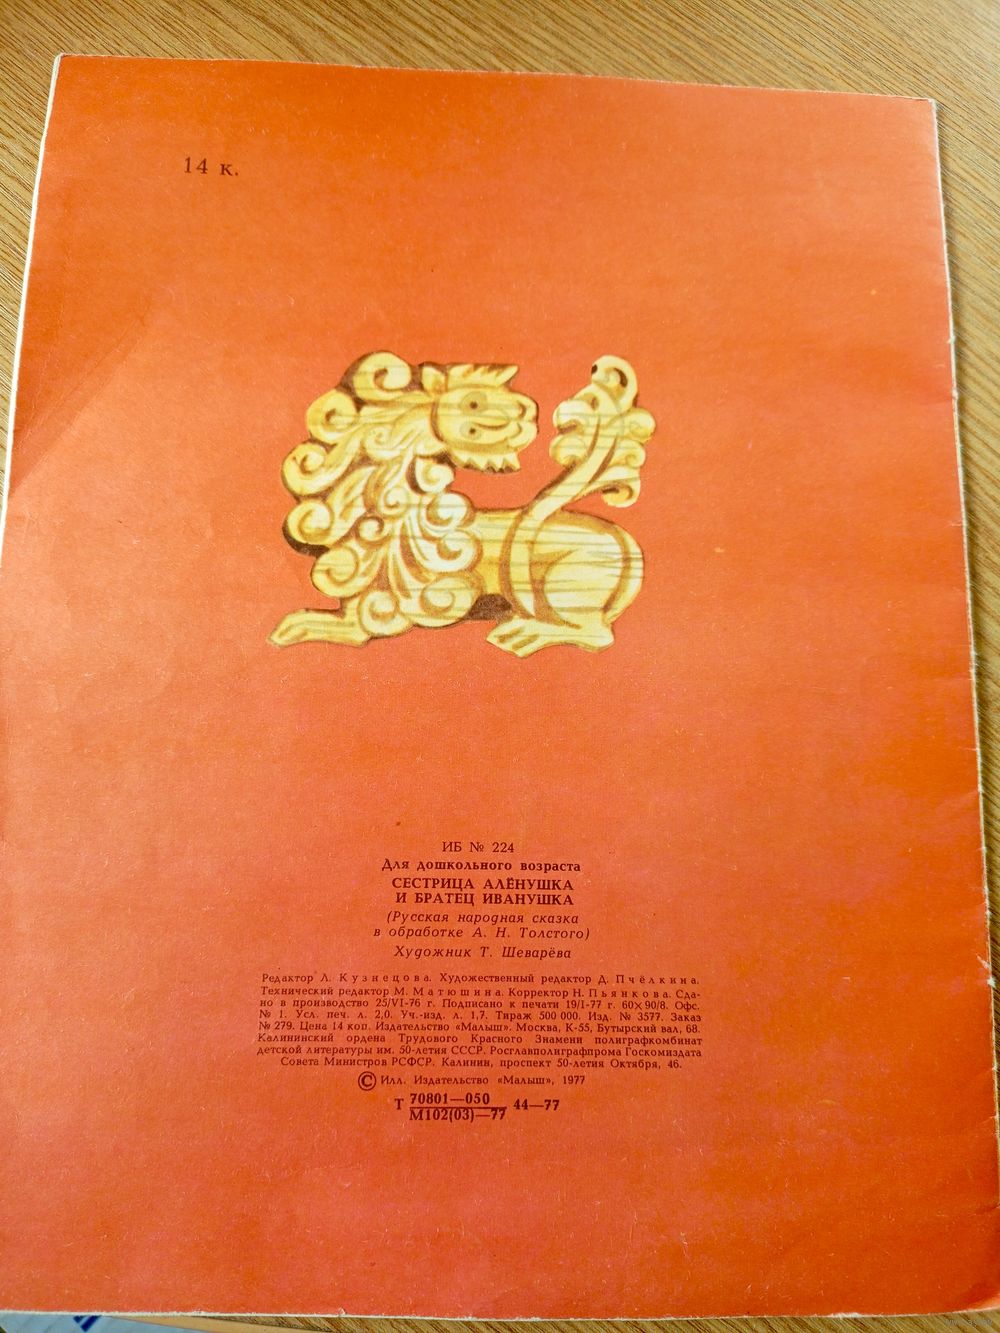 14 к.
ИБ № 224
Для дошкольного возраста
СЕСТРИЦА АЛЁНУШКА
И БРАТЕЦ ИВАНУШКА
(Русская народная сказка
в обработке А. Н. Толстого)
Художник Т. Шеварёва
Редактор Л. Кузнецова. Художественный редактор Д. Пчёлкина.
Технический редактор М. Матюшина. Корректор Н. Пьянкова. Сда-
но в производство 25/VI-76 г. Подписано к печати 19/I-77 г. 60×90/8. Офс.
№ 1. Усл. печ. л. 2,0. Уч.-изд. л. 1,7. Тираж 500 000. Изд. № 3577. Заказ
№ 279. Цена 14 коп. Издательство «Малыш». Москва, К-55, Бутырский вал, 68.
Калининский ордена Трудового Красного Знамени полиграфкомбинат
детской литературы им. 50-летия СССР. Росглавполиграфпрома Госкомиздата
Совета Министров РСФСР. Калинин, проспект 50-летия Октября, 46.
© Илл. Издательство «Малыш», 1977
Т 70801—050 44—77
М102(03)—77